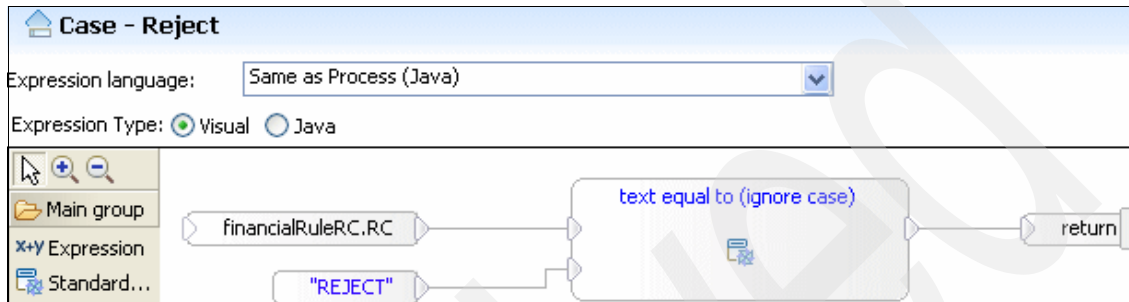 Case - Reject
Expression language: Same as Process (Java)
Expression Type: Visual Java
Main group
text equal to (ignore case)
financialRuleRC.RC
return
x+y Expression
Standard...
"REJECT"